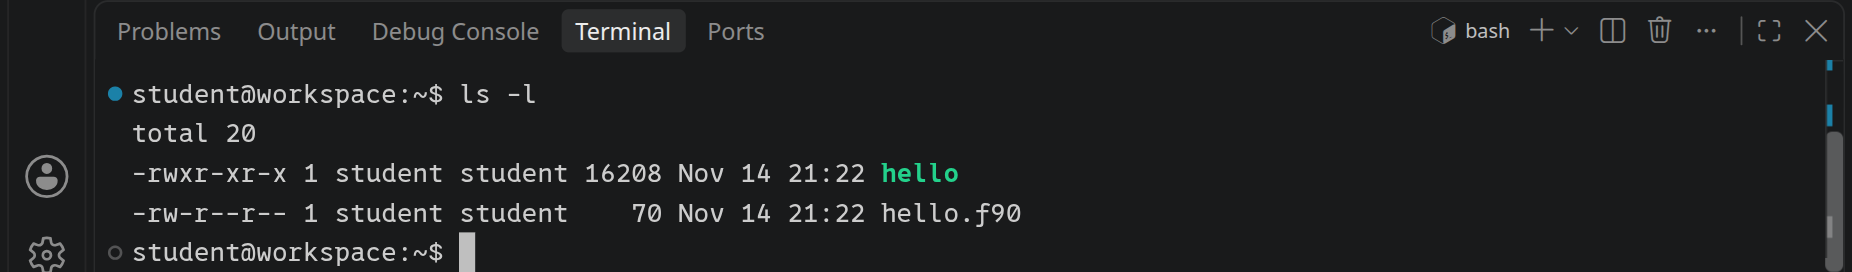 Problems Output Debug Console Terminal Ports bash
student@workspace:~$ ls -l
total 20
-rwxr-xr-x 1 student student 16208 Nov 14 21:22 hello
-rw-r--r-- 1 student student    70 Nov 14 21:22 hello.f90
student@workspace:~$